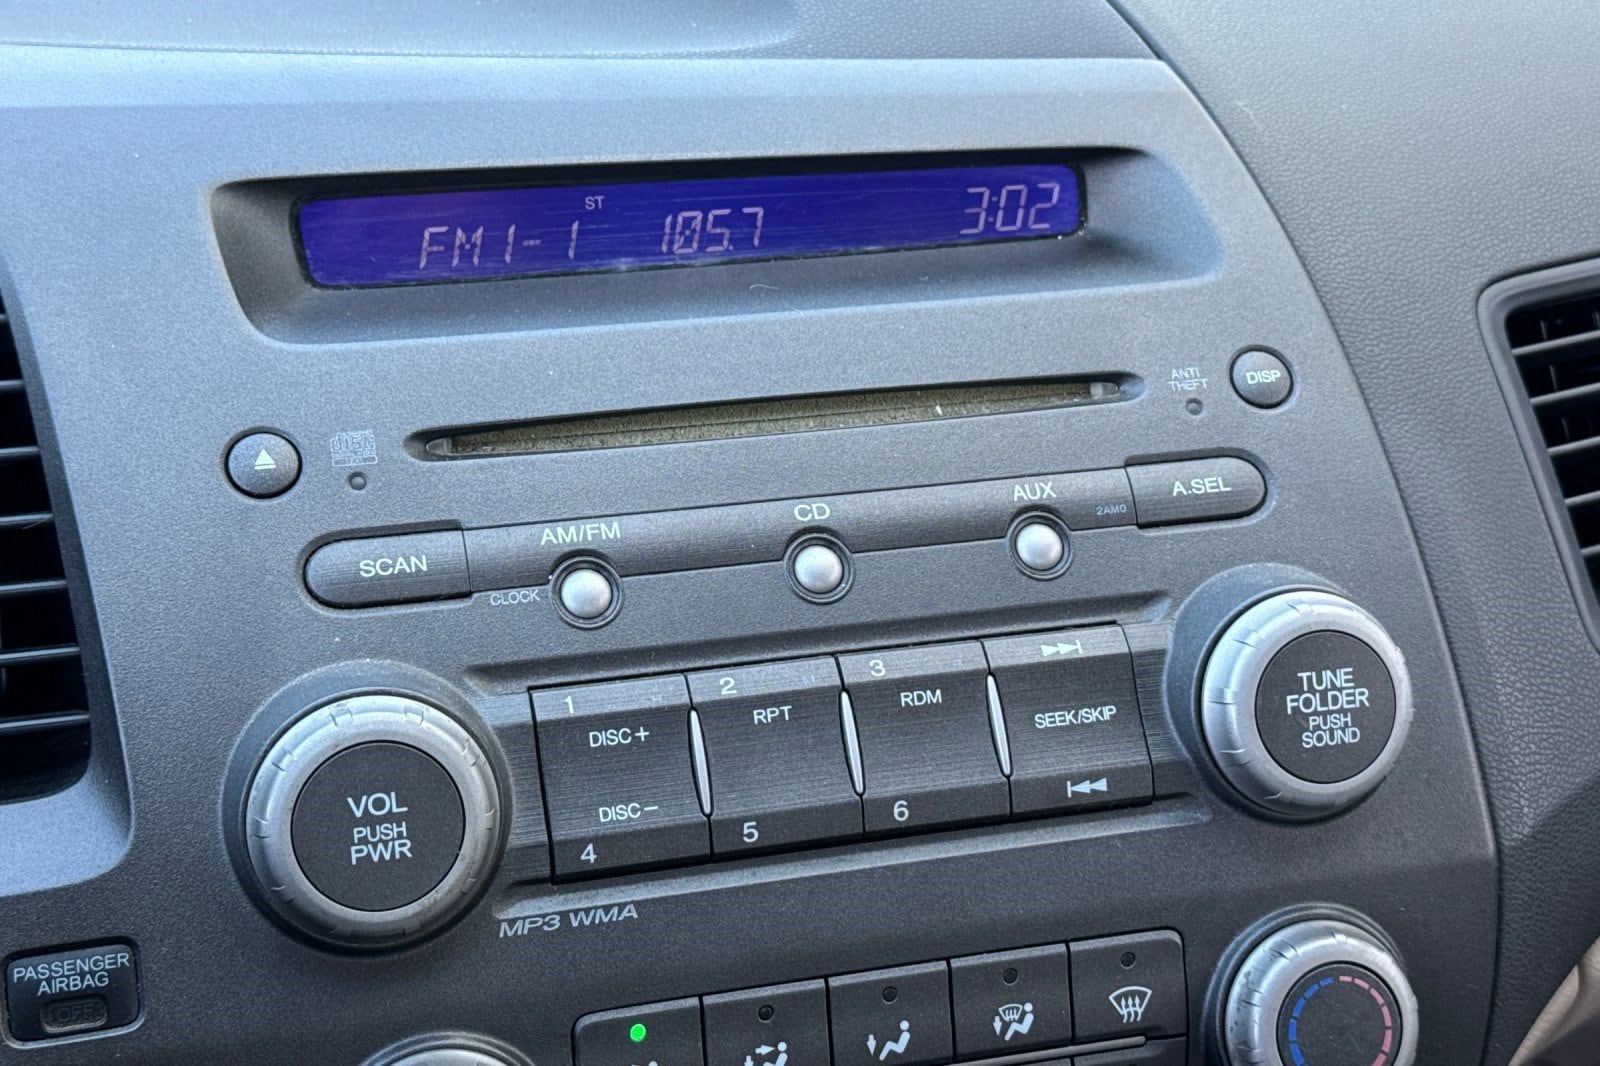 ST
FM1-1 105.7 3:02
ANTI
THEFT
DISP
disc
A.SEL
AUX
2AM0
CD
AM/FM
SCAN
CLOCK
1 2 3
DISC+ RPT RDM SEEK/SKIP
DISC−
4 5 6
TUNE
FOLDER
PUSH
SOUND
VOL
PUSH
PWR
MP3 WMA
PASSENGER
AIRBAG
OFF